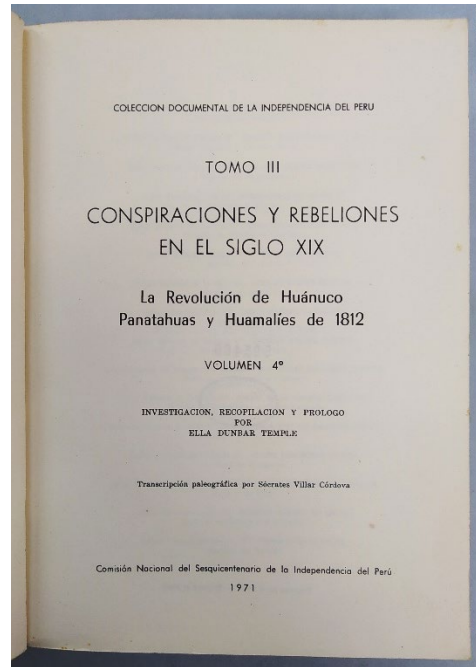 COLECCION DOCUMENTAL DE LA INDEPENDENCIA DEL PERU
TOMO III
CONSPIRACIONES Y REBELIONES
EN EL SIGLO XIX
La Revolución de Huánuco
Panatahuas y Huamalíes de 1812
VOLUMEN 4º
INVESTIGACION, RECOPILACION Y PROLOGO
POR
ELLA DUNBAR TEMPLE
Transcripción paleográfica por Sócrates Villar Córdova
Comisión Nacional del Sesquicentenario de la Independencia del Perú
1971